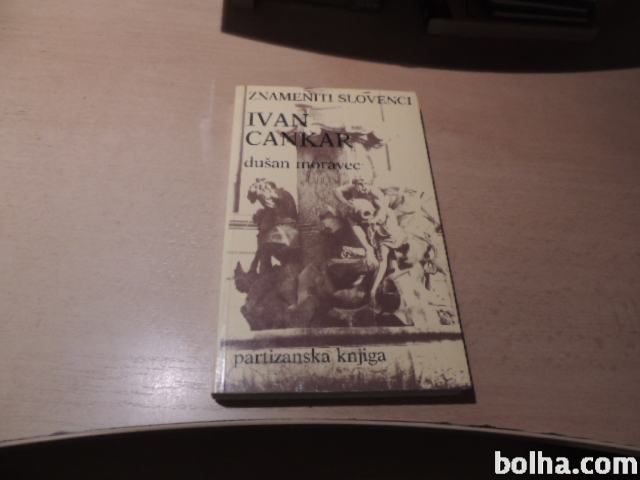 ZNAMENITI SLOVENCI
IVAN
CANKAR
dušan moravec
partizanska knjiga
bolha.com